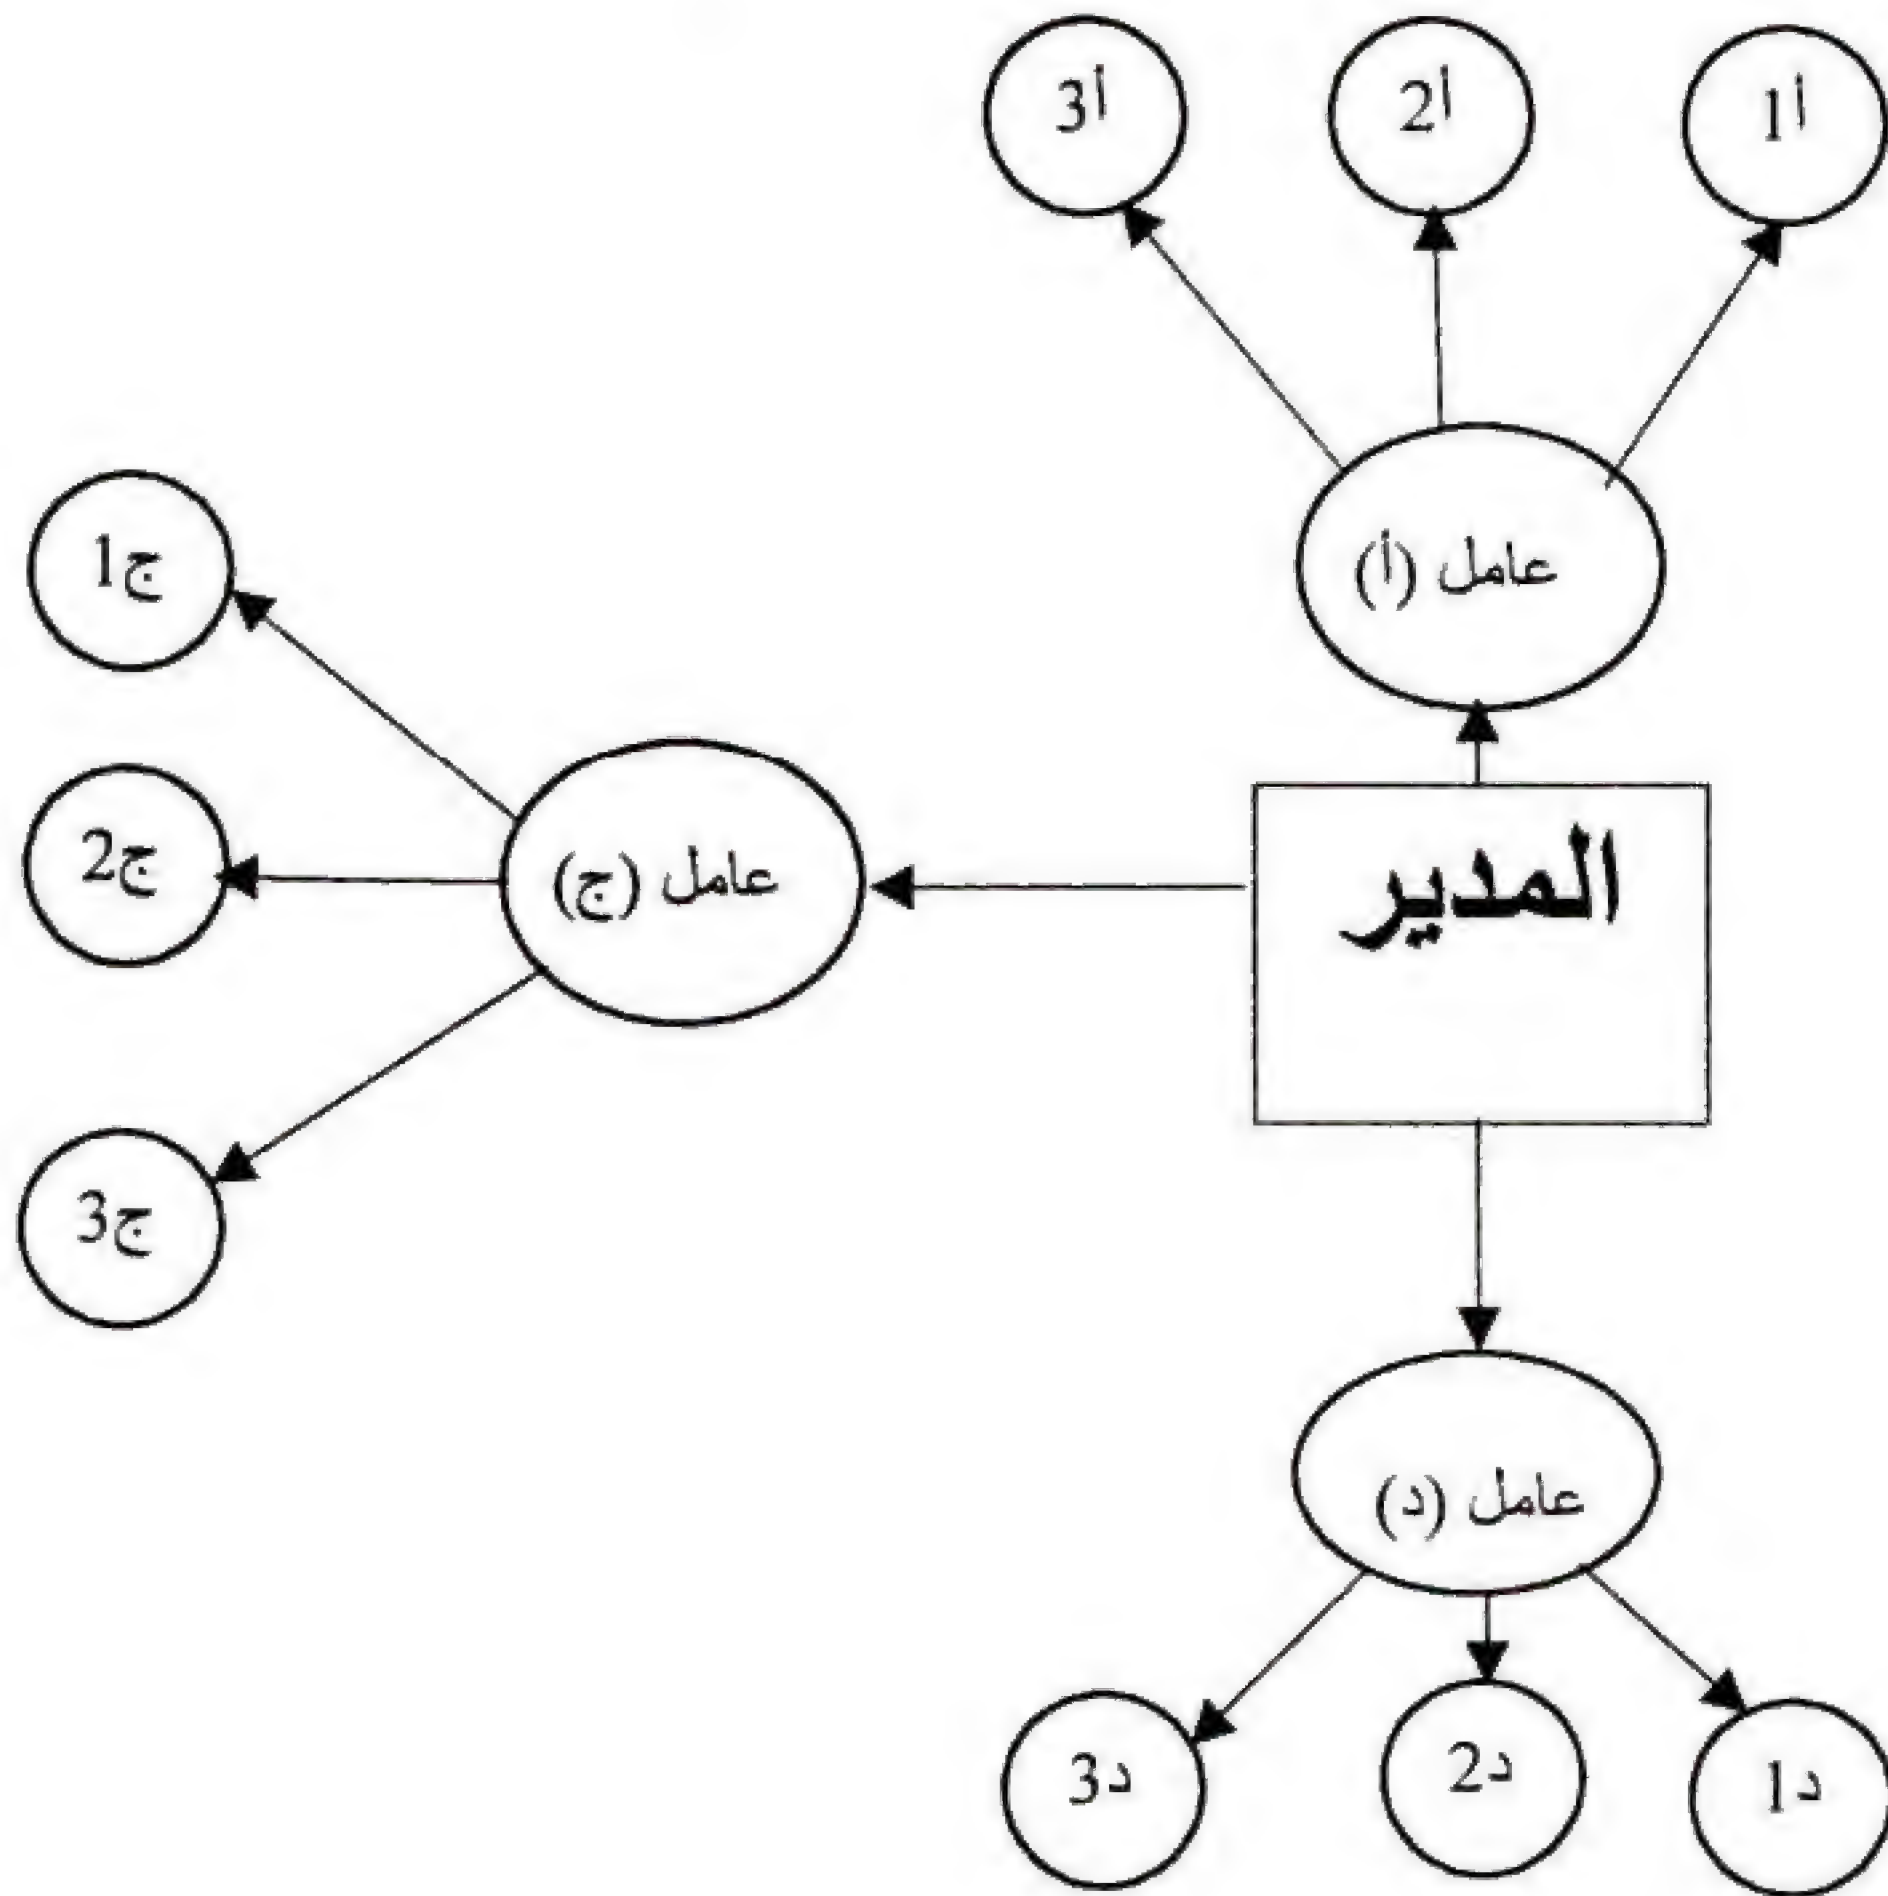 أ1
أ2
أ3
عامل (أ)
ج1
المدير
عامل (ج)
ج2
ج3
عامل (د)
د1
د2
د3